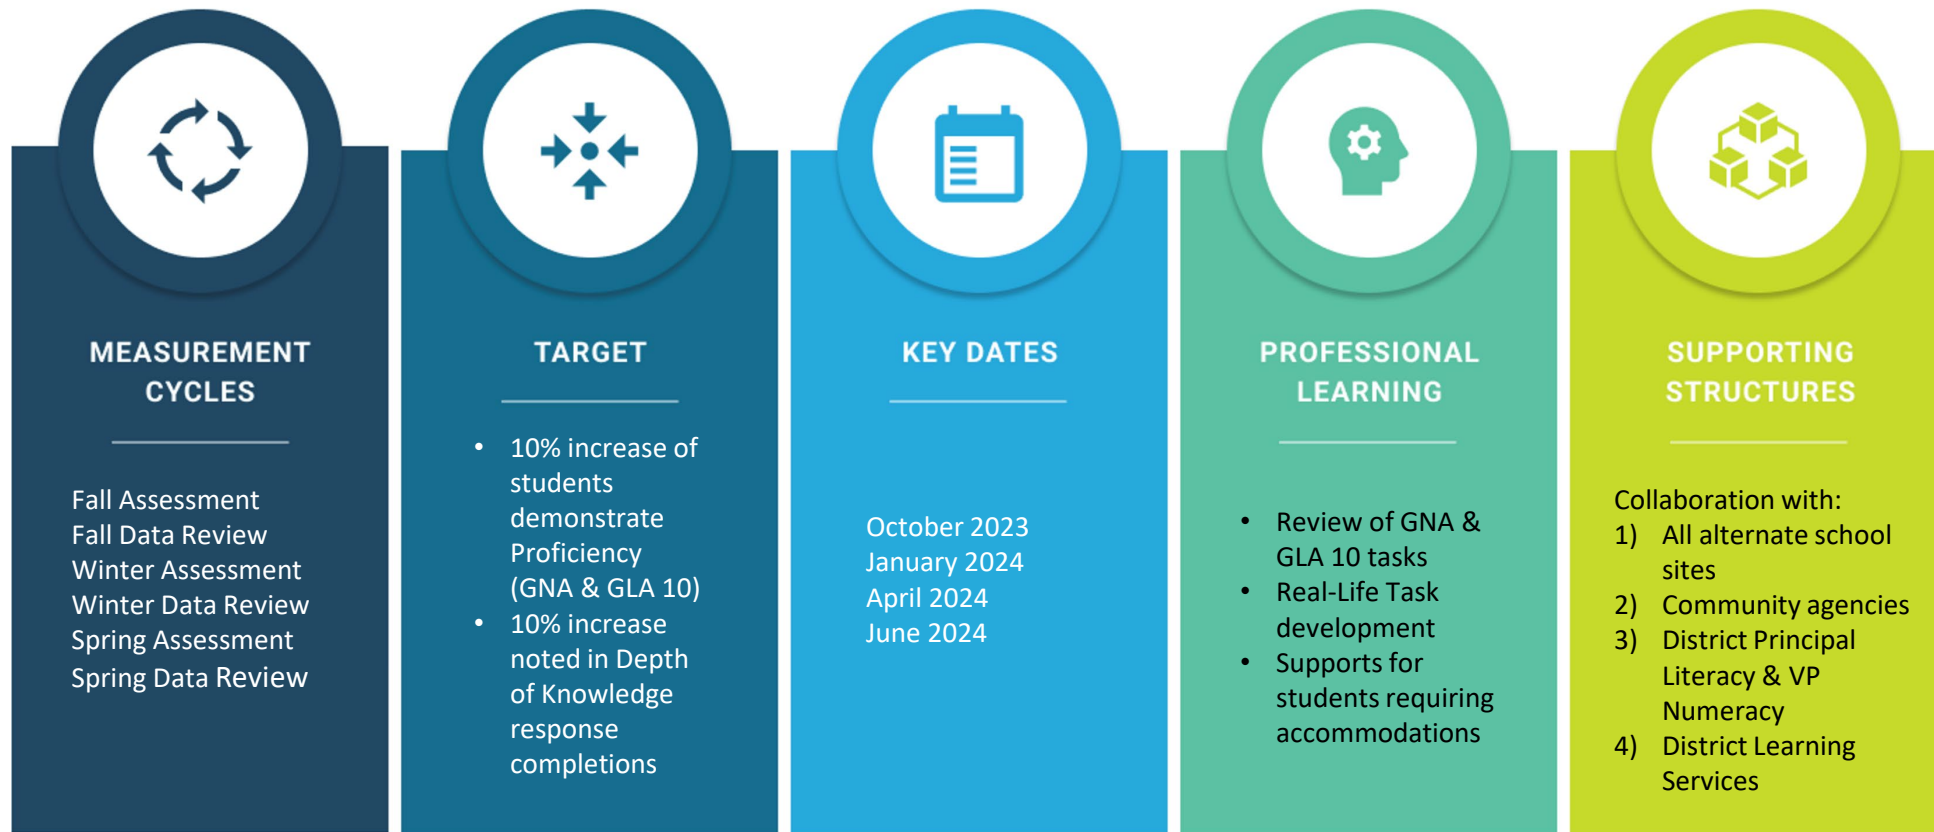 MEASUREMENT
CYCLES
Fall Assessment
Fall Data Review
Winter Assessment
Winter Data Review
Spring Assessment
Spring Data Review
TARGET
• 10% increase of
students
demonstrate
Proficiency
(GNA & GLA 10)
• 10% increase
noted in Depth
of Knowledge
response
completions
KEY DATES
October 2023
January 2024
April 2024
June 2024
PROFESSIONAL
LEARNING
• Review of GNA &
GLA 10 tasks
• Real-Life Task
development
• Supports for
students requiring
accommodations
SUPPORTING
STRUCTURES
Collaboration with:
1) All alternate school
sites
2) Community agencies
3) District Principal
Literacy & VP
Numeracy
4) District Learning
Services